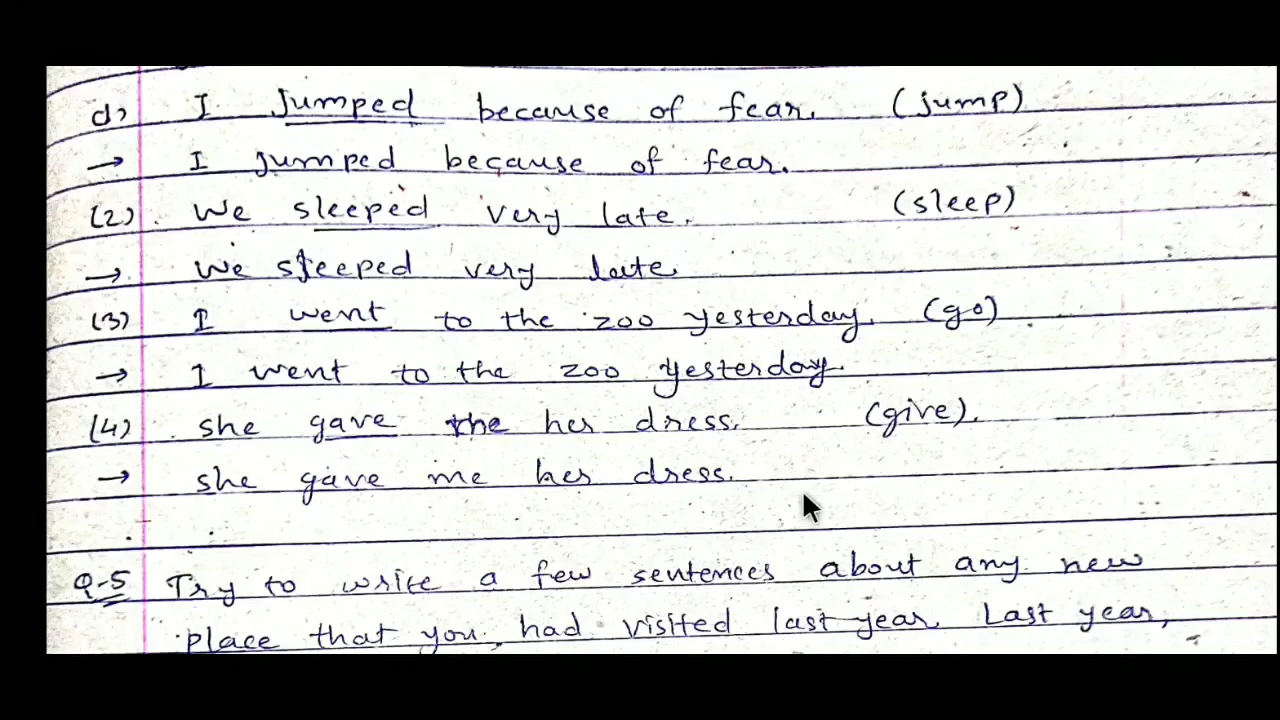 d) I Jumped because of fear. (jump)
→ I jumped because of fear.
(2). We sleeped very late. (sleep)
→ We sleeped very late.
(3) I went to the zoo yesterday. (go)
→ I went to the zoo yesterday.
(4) she gave the her dress. (give).
→ she gave me her dress.
Q-5 Try to write a few sentences about any new
place that you had visited last year. Last year,